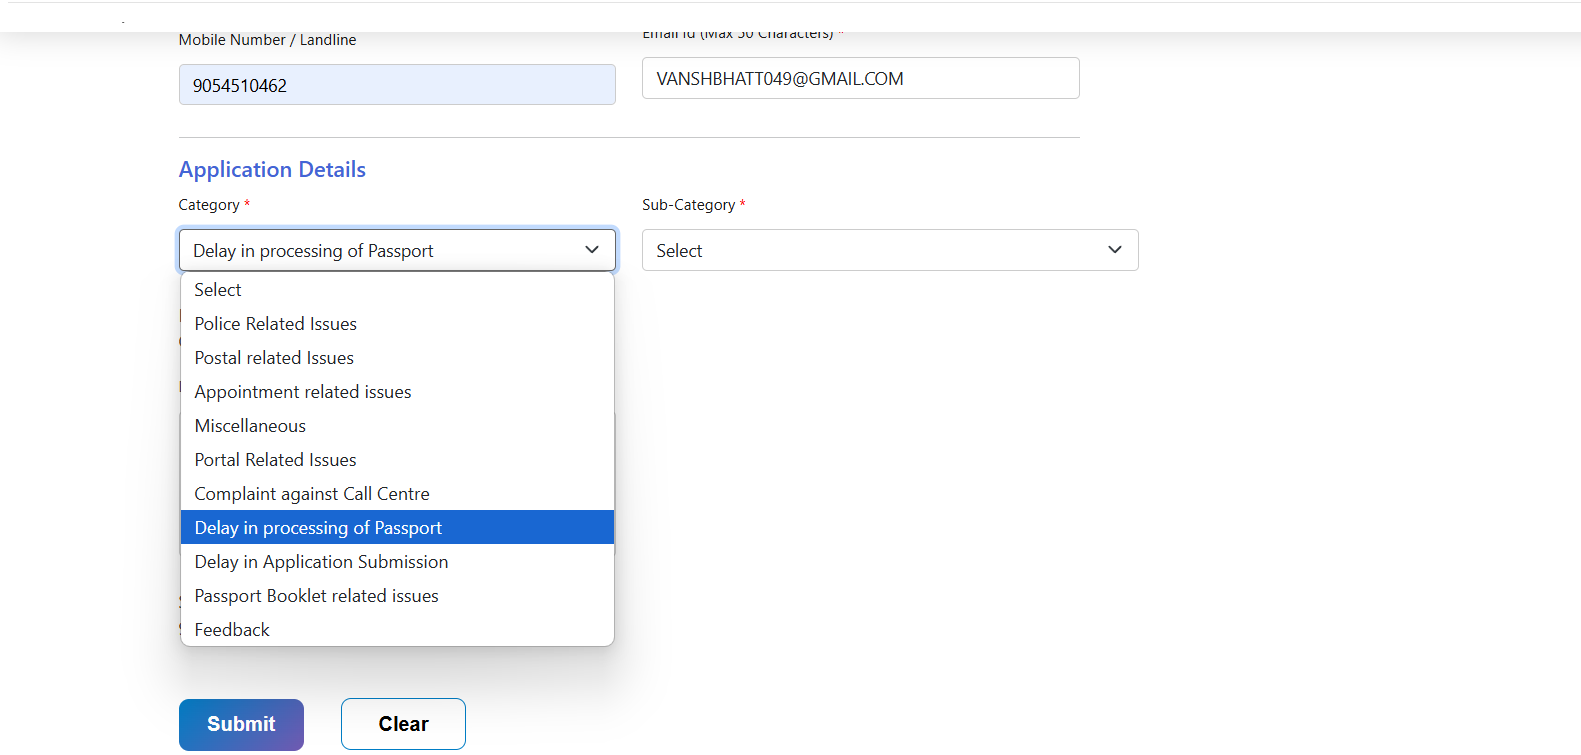 Mobile Number / Landline
Email Id (Max 50 Characters) *
9054510462
VANSHBHATT049@GMAIL.COM
Application Details
Category *
Sub-Category *
Delay in processing of Passport
Select
Select
Police Related Issues
Postal related Issues
Appointment related issues
Miscellaneous
Portal Related Issues
Complaint against Call Centre
Delay in processing of Passport
Delay in Application Submission
Passport Booklet related issues
Feedback
Submit
Clear